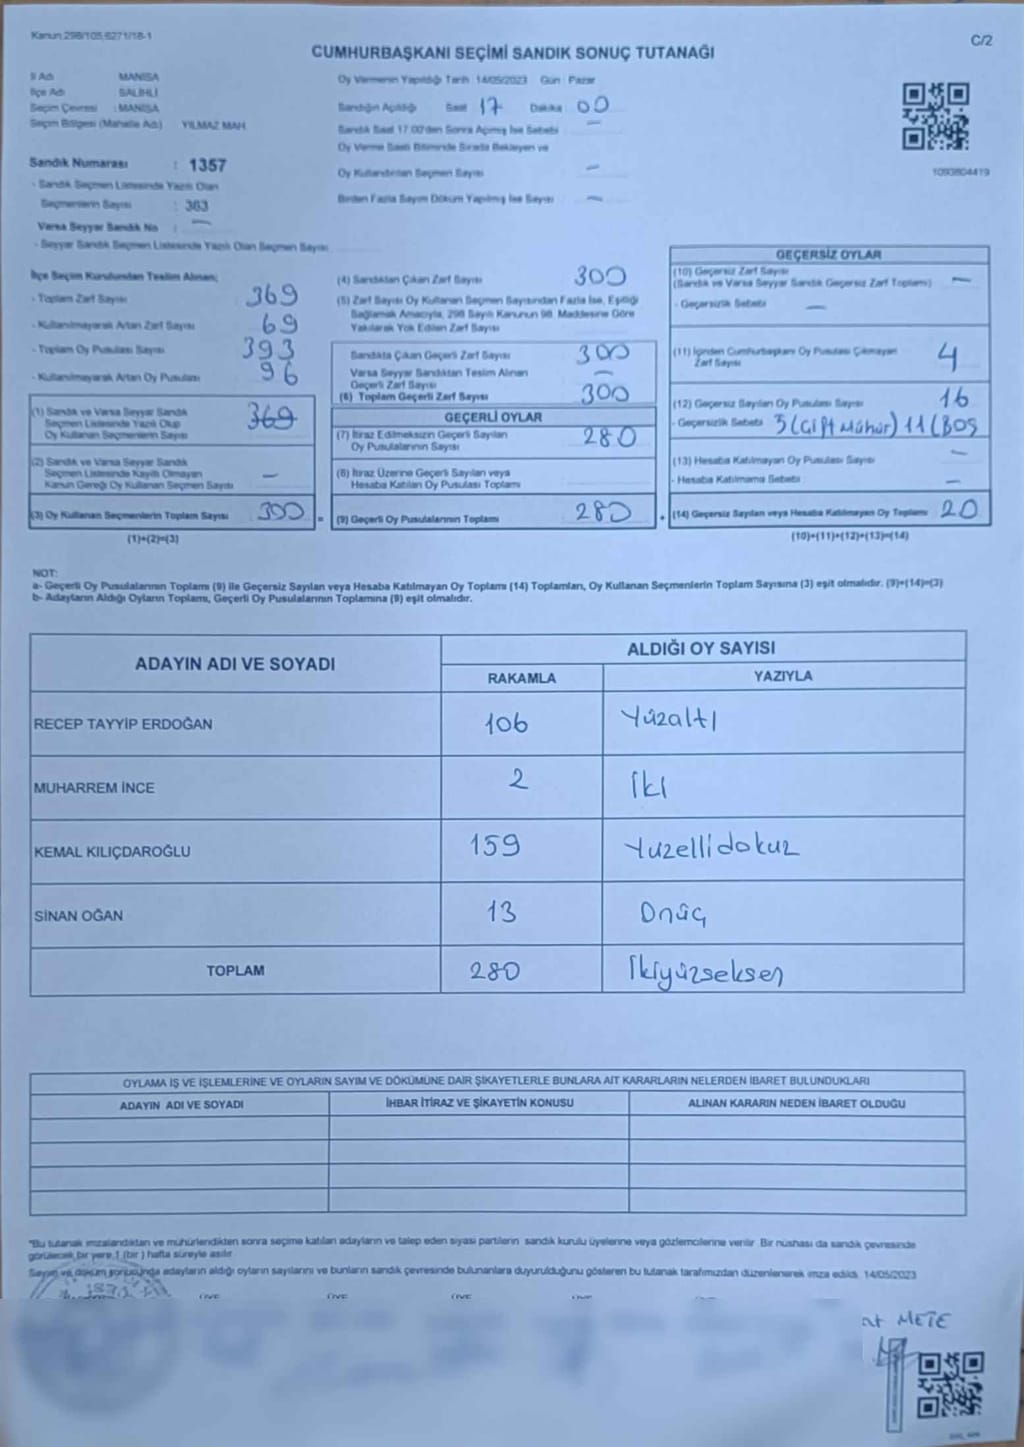 Kanun 298/105,6271/18-1
C/2
CUMHURBAŞKANI SEÇİMİ SANDIK SONUÇ TUTANAĞI
İl Adı MANİSA
İlçe Adı SALİHLİ
Seçim Çevresi : MANİSA
Seçim Bölgesi (Mahalle Adı) YILMAZ MAH.
Sandık Numarası : 1357
- Sandık Seçmen Listesinde Yazılı Olan
Seçmenlerin Sayısı : 363
Varsa Seyyar Sandık No : —
- Seyyar Sandık Seçmen Listesinde Yazılı Olan Seçmen Sayısı
Oy Vermenin Yapıldığı Tarih : 14/05/2023 Gün : Pazar
Sandığın Açıldığı Saat 17 Dakika : 00
Sandık Saat 17.00'den Sonra Açılmış İse Sebebi —
Oy Verme Saati Bitiminde Sırada Bekleyen ve
Oy Kullandırılan Seçmen Sayısı —
Birden Fazla Sayım Döküm Yapılmış İse Sayısı —
1093804419
İlçe Seçim Kurulundan Teslim Alınan;
- Toplam Zarf Sayısı 369
- Kullanılmayarak Artan Zarf Sayısı 69
- Toplam Oy Pusulası Sayısı 393
- Kullanılmayarak Artan Oy Pusulası 96
(1) Sandık ve Varsa Seyyar Sandık
Seçmen Listesinde Yazılı Olup
Oy Kullanan Seçmenlerin Sayısı 369
(2) Sandık ve Varsa Seyyar Sandık
Seçmen Listesinde Kayıtlı Olmayan
Kanun Gereği Oy Kullanan Seçmen Sayısı —
(3) Oy Kullanan Seçmenlerin Toplam Sayısı 300
(1)+(2)=(3)
(4) Sandıktan Çıkan Zarf Sayısı 300
(5) Zarf Sayısı Oy Kullanan Seçmen Sayısından Fazla İse, Eşitliği
Sağlamak Amacıyla, 298 Sayılı Kanunun 98. Maddesine Göre
Yakılarak Yok Edilen Zarf Sayısı
Sandıkta Çıkan Geçerli Zarf Sayısı 300
Varsa Seyyar Sandıktan Teslim Alınan
Geçerli Zarf Sayısı —
(6) Toplam Geçerli Zarf Sayısı 300
GEÇERLİ OYLAR
(7) İtiraz Edilmeksizin Geçerli Sayılan
Oy Pusulalarının Sayısı 280
(8) İtiraz Üzerine Geçerli Sayılan veya
Hesaba Katılan Oy Pusulası Toplamı
= (9) Geçerli Oy Pusulalarının Toplamı 280
GEÇERSİZ OYLAR
(10) Geçersiz Zarf Sayısı
(Sandık ve Varsa Seyyar Sandık Geçersiz Zarf Toplamı) —
- Geçersizlik Sebebi —
(11) İçinden Cumhurbaşkanı Oy Pusulası Çıkmayan
Zarf Sayısı 4
(12) Geçersiz Sayılan Oy Pusulası Sayısı 16
- Geçersizlik Sebebi 5 (Çift Mühür) 11 (Boş
(13) Hesaba Katılmayan Oy Pusulası Sayısı —
- Hesaba Katılmama Sebebi —
+ (14) Geçersiz Sayılan veya Hesaba Katılmayan Oy Toplamı 20
(10)+(11)+(12)+(13)=(14)
NOT:
a- Geçerli Oy Pusulalarının Toplamı (9) ile Geçersiz Sayılan veya Hesaba Katılmayan Oy Toplamı (14) Toplamları, Oy Kullanan Seçmenlerin Toplam Sayısına (3) eşit olmalıdır. (9)+(14)=(3)
b- Adayların Aldığı Oyların Toplamı, Geçerli Oy Pusulalarının Toplamına (9) eşit olmalıdır.
ADAYIN ADI VE SOYADI
ALDIĞI OY SAYISI
RAKAMLA YAZIYLA
RECEP TAYYİP ERDOĞAN 106 Yüzaltı
MUHARREM İNCE 2 İki
KEMAL KILIÇDAROĞLU 159 Yuzellidokuz
SİNAN OĞAN 13 Onüç
TOPLAM 280 İkiyüzseksen
OYLAMA İŞ VE İŞLEMLERİNE VE OYLARIN SAYIM VE DÖKÜMÜNE DAİR ŞİKAYETLERLE BUNLARA AİT KARARLARIN NELERDEN İBARET BULUNDUKLARI
ADAYIN ADI VE SOYADI İHBAR İTİRAZ VE ŞİKAYETİN KONUSU ALINAN KARARIN NEDEN İBARET OLDUĞU
*Bu tutanak imzalandıktan ve mühürlendikten sonra seçime katılan adayların ve talep eden siyasi partilerin sandık kurulu üyelerine veya gözlemcilerine verilir. Bir nüshası da sandık çevresinde
görülecek bir yere 1 (bir) hafta süreyle asılır.
Sayım ve döküm sonucunda adayların aldığı oyların sayılarını ve bunların sandık çevresinde bulunanlara duyurulduğunu gösteren bu tutanak tarafımızdan düzenlenerek imza edildi. 14/05/2023
ÜYE ÜYE ÜYE ÜYE ÜYE
at METE